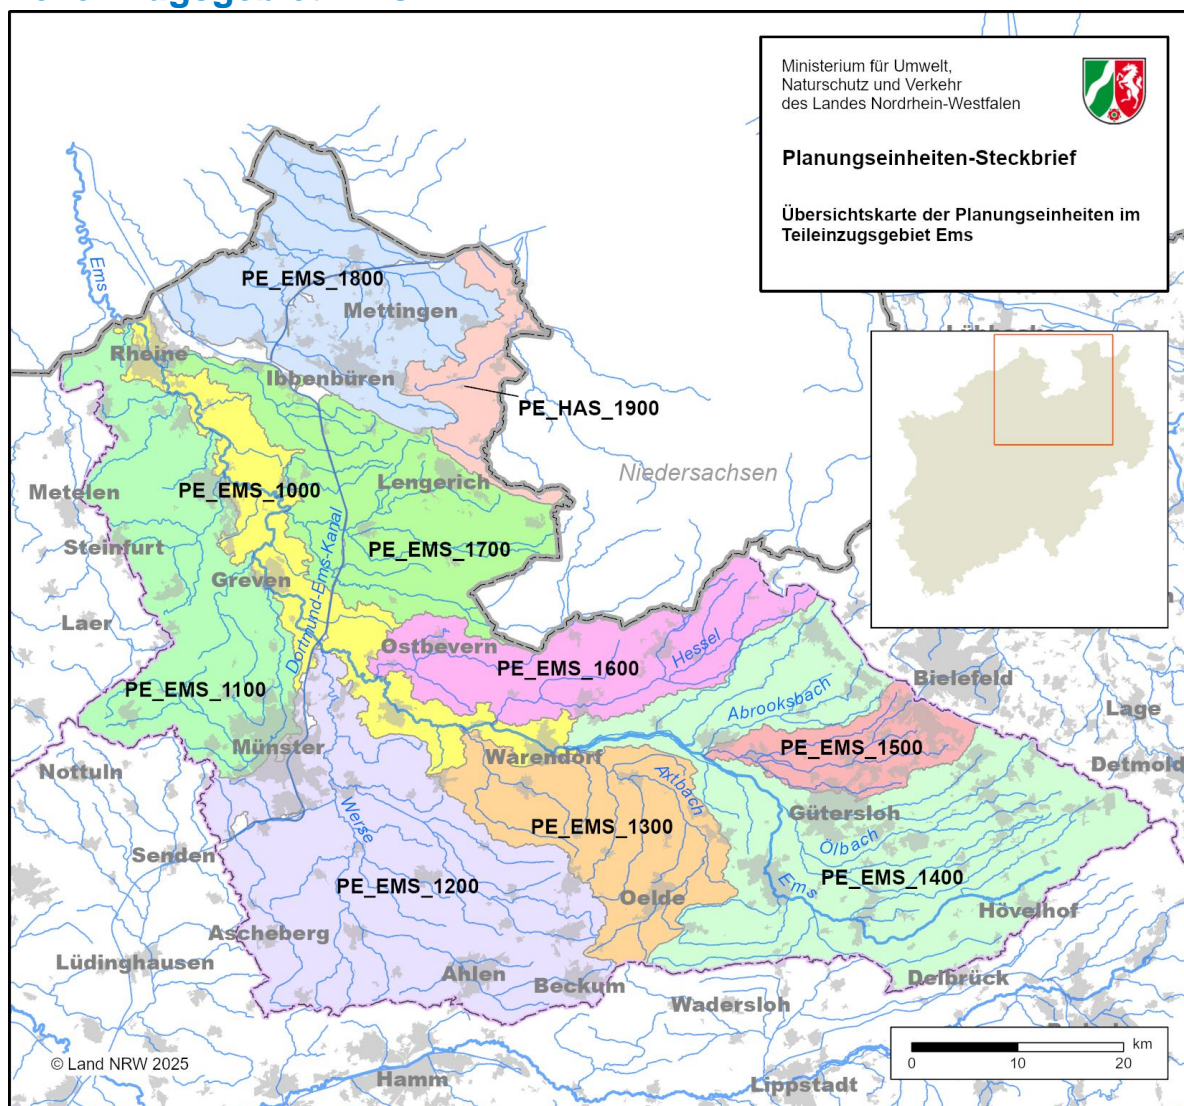 Ministerium für Umwelt,
Naturschutz und Verkehr
des Landes Nordrhein-Westfalen
Planungseinheiten-Steckbrief
Übersichtskarte der Planungseinheiten im
Teileinzugsgebiet Ems
Ems
PE_EMS_1800
Mettingen
Rheine
Ibbenbüren
PE_HAS_1900
Niedersachsen
Metelen
PE_EMS_1000
Lengerich
Steinfurt
PE_EMS_1700
Greven
Dortmund-Ems-Kanal
Laer
Ostbevern
PE_EMS_1600
Hessel
PE_EMS_1100
Bielefeld
Abrooksbach
Lage
Münster
Warendorf
PE_EMS_1500
Nottuln
Detmold
Axtbach
Werse
Gütersloh
PE_EMS_1300
Ölbach
Senden
PE_EMS_1200
Ems
PE_EMS_1400
Oelde
Hövelhof
Ascheberg
Lüdinghausen
Ahlen
Beckum
Delbrück
Wadersloh
© Land NRW 2025
km
0 10 20
Hamm
Lippstadt